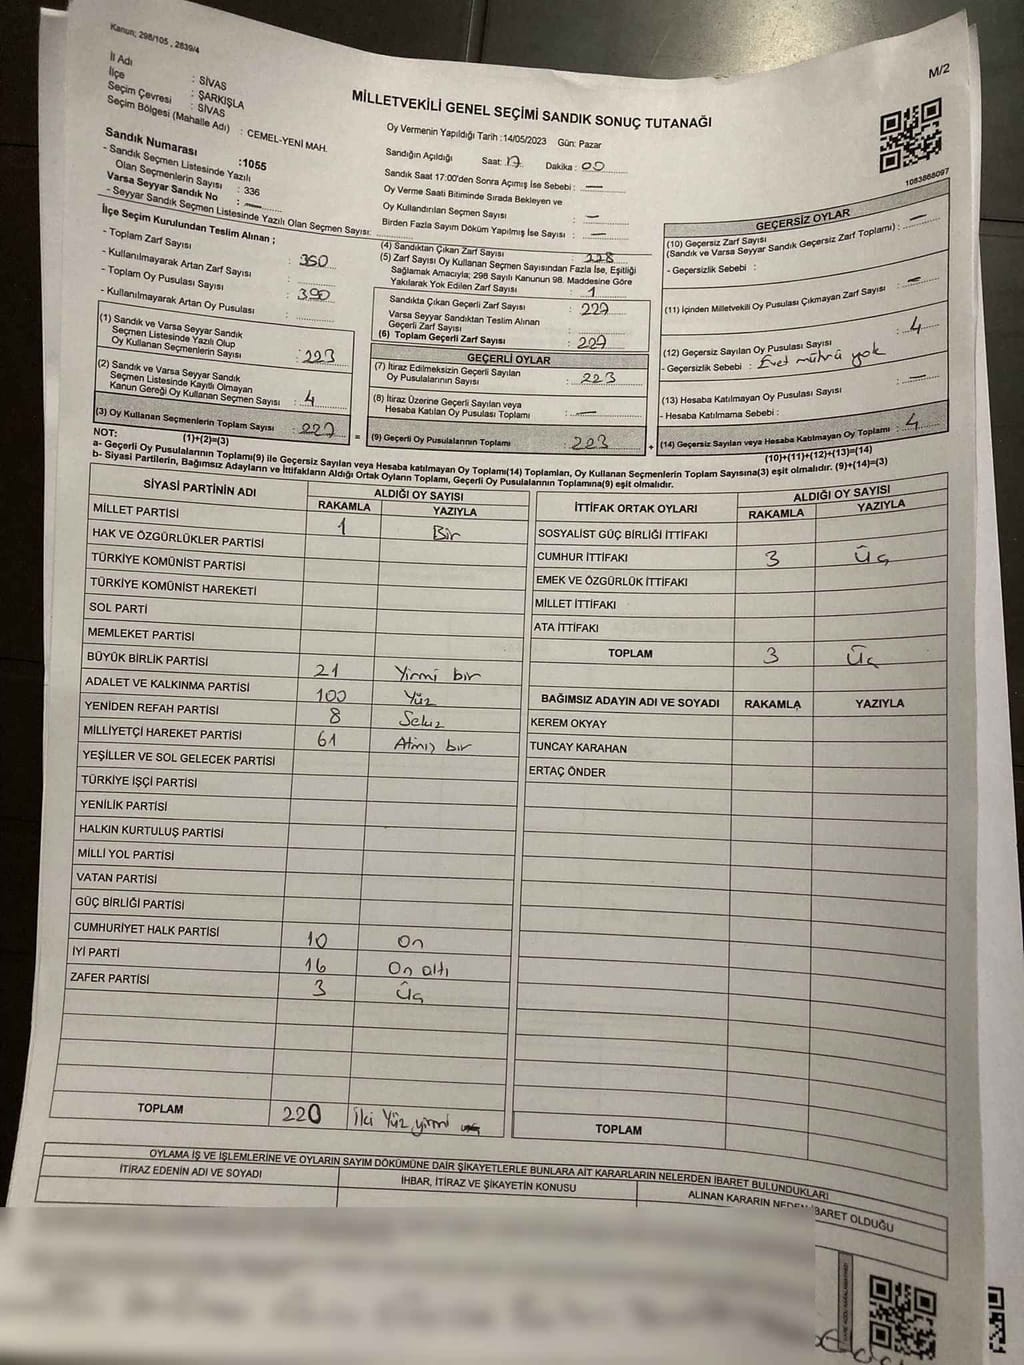 Kanun; 298/105 , 2839/4
M/2
İl Adı : SİVAS
İlçe : ŞARKIŞLA
Seçim Çevresi : SİVAS
Seçim Bölgesi (Mahalle Adı) : CEMEL-YENİ MAH.
MİLLETVEKİLİ GENEL SEÇİMİ SANDIK SONUÇ TUTANAĞI
1083868097
Sandık Numarası :1055
- Sandık Seçmen Listesinde Yazılı
Olan Seçmenlerin Sayısı : 336
Varsa Seyyar Sandık No : —
- Seyyar Sandık Seçmen Listesinde Yazılı Olan Seçmen Sayısı:
Oy Vermenin Yapıldığı Tarih :14/05/2023 Gün: Pazar
Sandığın Açıldığı Saat: 17 Dakika : 00
Sandık Saat 17:00'den Sonra Açımış İse Sebebi : —
Oy Verme Saati Bitiminde Sırada Bekleyen ve
Oy Kullandırılan Seçmen Sayısı : —
Birden Fazla Sayım Döküm Yapılmış İse Sayısı : —
İlçe Seçim Kurulundan Teslim Alınan ;
- Toplam Zarf Sayısı : 350
- Kullanılmayarak Artan Zarf Sayısı
- Toplam Oy Pusulası Sayısı : 390
- Kullanılmayarak Artan Oy Pusulası :
(1) Sandık ve Varsa Seyyar Sandık
Seçmen Listesinde Yazılı Olup
Oy Kullanan Seçmenlerin Sayısı : 223
(2) Sandık ve Varsa Seyyar Sandık
Seçmen Listesinde Kayıtlı Olmayan
Kanun Gereği Oy Kullanan Seçmen Sayısı : 4
(3) Oy Kullanan Seçmenlerin Toplam Sayısı : 227
(4) Sandıktan Çıkan Zarf Sayısı : 228
(5) Zarf Sayısı Oy Kullanan Seçmen Sayısından Fazla İse, Eşitliği
Sağlamak Amacıyla; 298 Sayılı Kanunun 98. Maddesine Göre
Yakılarak Yok Edilen Zarf Sayısı : 1
Sandıkta Çıkan Geçerli Zarf Sayısı : 227
Varsa Seyyar Sandıktan Teslim Alınan
Geçerli Zarf Sayısı :
(6) Toplam Geçerli Zarf Sayısı : 227
GEÇERLİ OYLAR
(7) İtiraz Edilmeksizin Geçerli Sayılan
Oy Pusulalarının Sayısı : 223
(8) İtiraz Üzerine Geçerli Sayılan veya
Hesaba Katılan Oy Pusulası Toplamı : —
= (9) Geçerli Oy Pusulalarının Toplamı : 223
GEÇERSİZ OYLAR
(10) Geçersiz Zarf Sayısı
(Sandık ve Varsa Seyyar Sandık Geçersiz Zarf Toplamı) : —
- Geçersizlik Sebebi :
(11) İçinden Milletvekili Oy Pusulası Çıkmayan Zarf Sayısı : —
(12) Geçersiz Sayılan Oy Pusulası Sayısı : 4
- Geçersizlik Sebebi : Evet mührü yok
(13) Hesaba Katılmayan Oy Pusulası Sayısı : —
- Hesaba Katılmama Sebebi :
+ (14) Geçersiz Sayılan veya Hesaba Katılmayan Oy Toplamı : 4
NOT: (1)+(2)=(3)
(10)+(11)+(12)+(13)=(14)
a- Geçerli Oy Pusulalarının Toplamı(9) ile Geçersiz Sayılan veya Hesaba katılmayan Oy Toplamı(14) Toplamları, Oy Kullanan Seçmenlerin Toplam Sayısına(3) eşit olmalıdır. (9)+(14)=(3)
b- Siyasi Partilerin, Bağımsız Adayların ve İttifakların Aldığı Ortak Oyların Toplamı, Geçerli Oy Pusulalarının Toplamına(9) eşit olmalıdır.
SİYASİ PARTİNİN ADI
ALDIĞI OY SAYISI
RAKAMLA YAZIYLA
MİLLET PARTİSİ 1 Bir
HAK VE ÖZGÜRLÜKLER PARTİSİ
TÜRKİYE KOMÜNİST PARTİSİ
TÜRKİYE KOMÜNİST HAREKETİ
SOL PARTİ
MEMLEKET PARTİSİ
BÜYÜK BİRLİK PARTİSİ 21 Yirmi bir
ADALET VE KALKINMA PARTİSİ 100 Yüz
YENİDEN REFAH PARTİSİ 8 Sekiz
MİLLİYETÇİ HAREKET PARTİSİ 61 Atmış bir
YEŞİLLER VE SOL GELECEK PARTİSİ
TÜRKİYE İŞÇİ PARTİSİ
YENİLİK PARTİSİ
HALKIN KURTULUŞ PARTİSİ
MİLLİ YOL PARTİSİ
VATAN PARTİSİ
GÜÇ BİRLİĞİ PARTİSİ
CUMHURİYET HALK PARTİSİ 10 On
İYİ PARTİ 16 On altı
ZAFER PARTİSİ 3 Üç
TOPLAM 220 İki Yüz yirmi
İTTİFAK ORTAK OYLARI
ALDIĞI OY SAYISI
RAKAMLA YAZIYLA
SOSYALİST GÜÇ BİRLİĞİ İTTİFAKI
CUMHUR İTTİFAKI 3 Üç
EMEK VE ÖZGÜRLÜK İTTİFAKI
MİLLET İTTİFAKI
ATA İTTİFAKI
TOPLAM 3 Üç
BAĞIMSIZ ADAYIN ADI VE SOYADI RAKAMLA YAZIYLA
KEREM OKYAY
TUNCAY KARAHAN
ERTAÇ ÖNDER
TOPLAM
OYLAMA İŞ VE İŞLEMLERİNE VE OYLARIN SAYIM DÖKÜMÜNE DAİR ŞİKAYETLERLE BUNLARA AİT KARARLARIN NELERDEN İBARET BULUNDUKLARI
İTİRAZ EDENİN ADI VE SOYADI
İHBAR, İTİRAZ VE ŞİKAYETİN KONUSU
ALINAN KARARIN NEDEN İBARET OLDUĞU